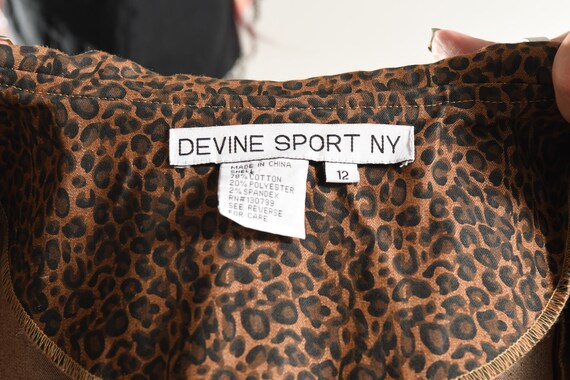 DEVINE SPORT NY
12
MADE IN CHINA
SHELL
78% COTTON
20% POLYESTER
2% SPANDEX
RN#130799
SEE REVERSE
FOR CARE